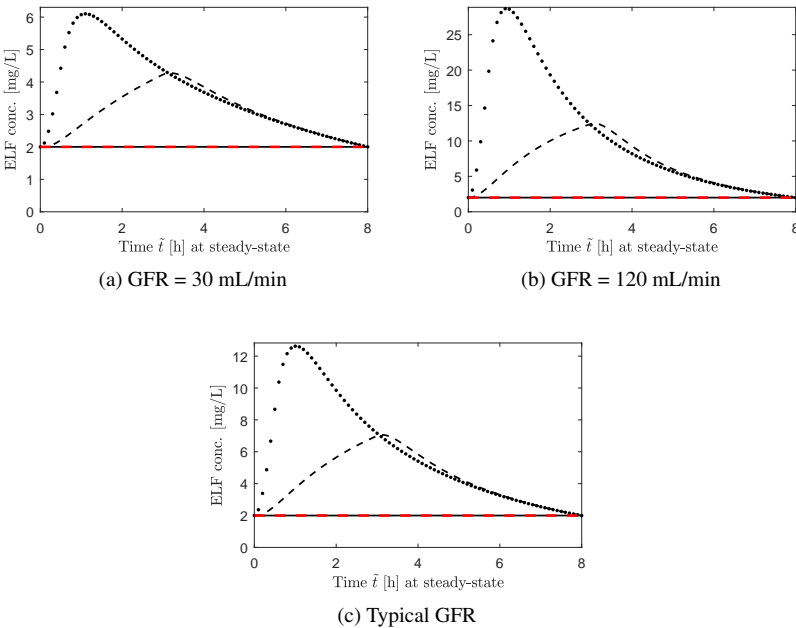 ELF conc. [mg/L]
6
5
4
3
2
1
0
0 2 4 6 8
Time t̃ [h] at steady-state
(a) GFR = 30 mL/min
ELF conc. [mg/L]
25
20
15
10
5
0
0 2 4 6 8
Time t̃ [h] at steady-state
(b) GFR = 120 mL/min
ELF conc. [mg/L]
12
10
8
6
4
2
0
0 2 4 6 8
Time t̃ [h] at steady-state
(c) Typical GFR